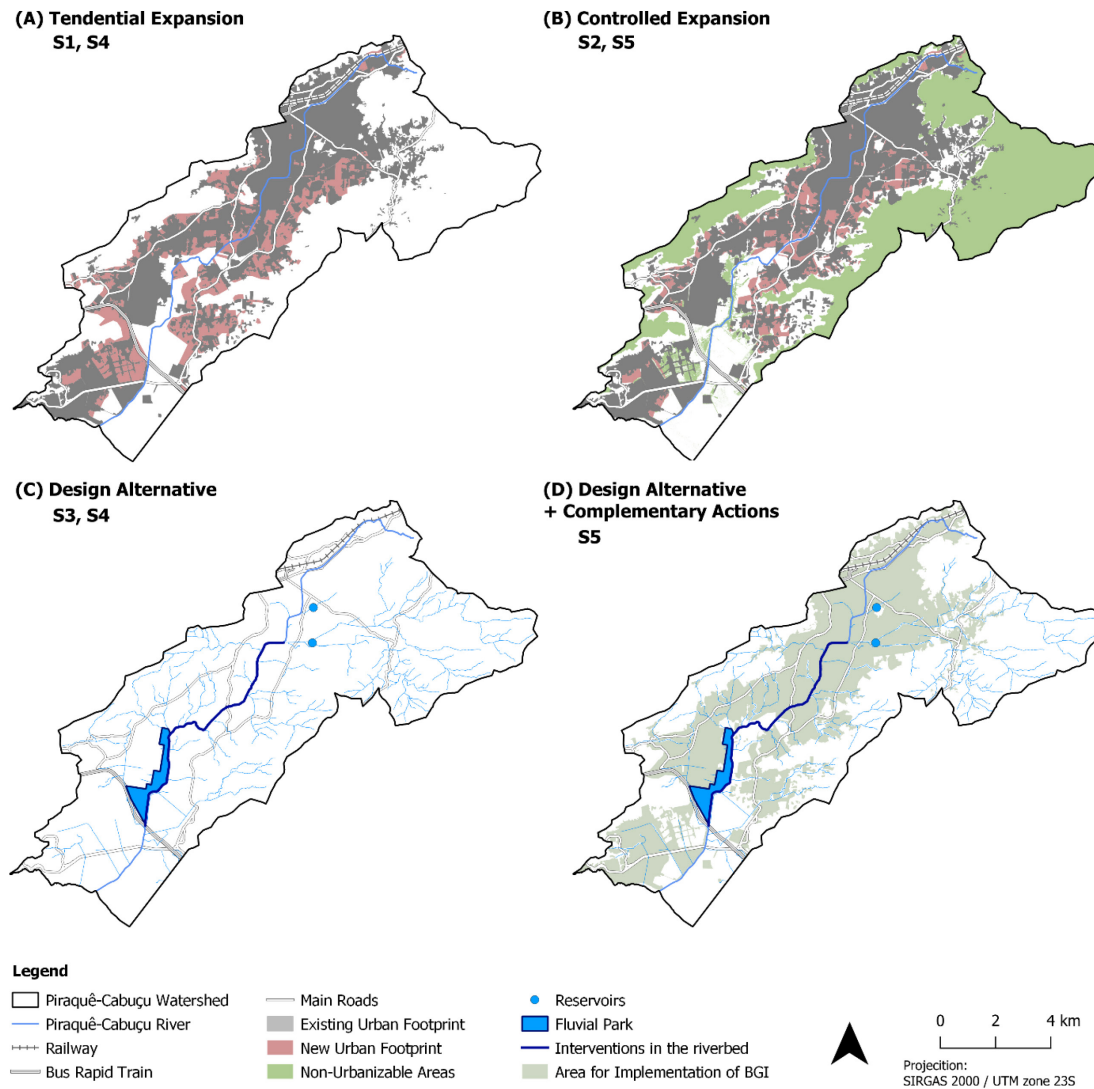 (A) Tendential Expansion
S1, S4
(B) Controlled Expansion
S2, S5
(C) Design Alternative
S3, S4
(D) Design Alternative
+ Complementary Actions
S5
Legend
Piraquê-Cabuçu Watershed
Piraquê-Cabuçu River
Railway
Bus Rapid Train
Main Roads
Existing Urban Footprint
New Urban Footprint
Non-Urbanizable Areas
Reservoirs
Fluvial Park
Interventions in the riverbed
Area for Implementation of BGI
0 2 4 km
Projecition:
SIRGAS 2000 / UTM zone 23S